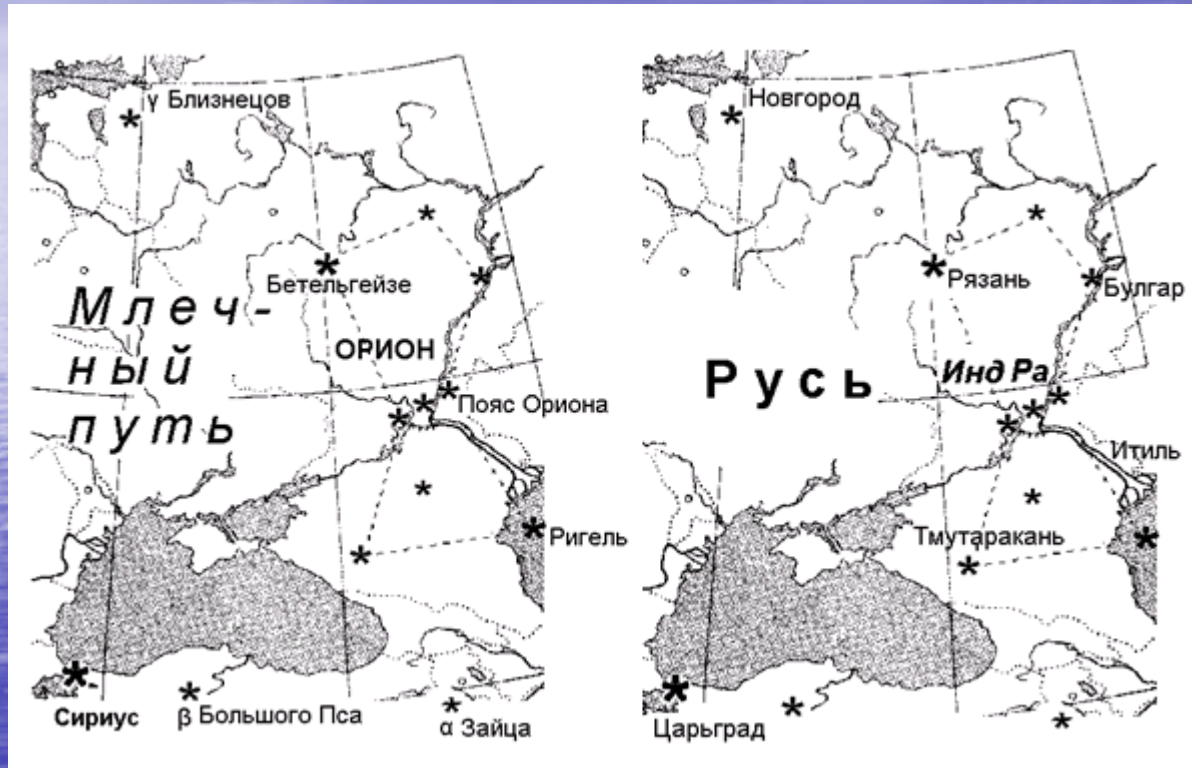 γ Близнецов
Бетельгейзе
Млеч-
ный
путь
ОРИОН
Пояс Ориона
Ригель
Сириус
β Большого Пса
α Зайца
Новгород
Рязань
Булгар
Русь
Инд Ра
Итиль
Тмутаракань
Царьград